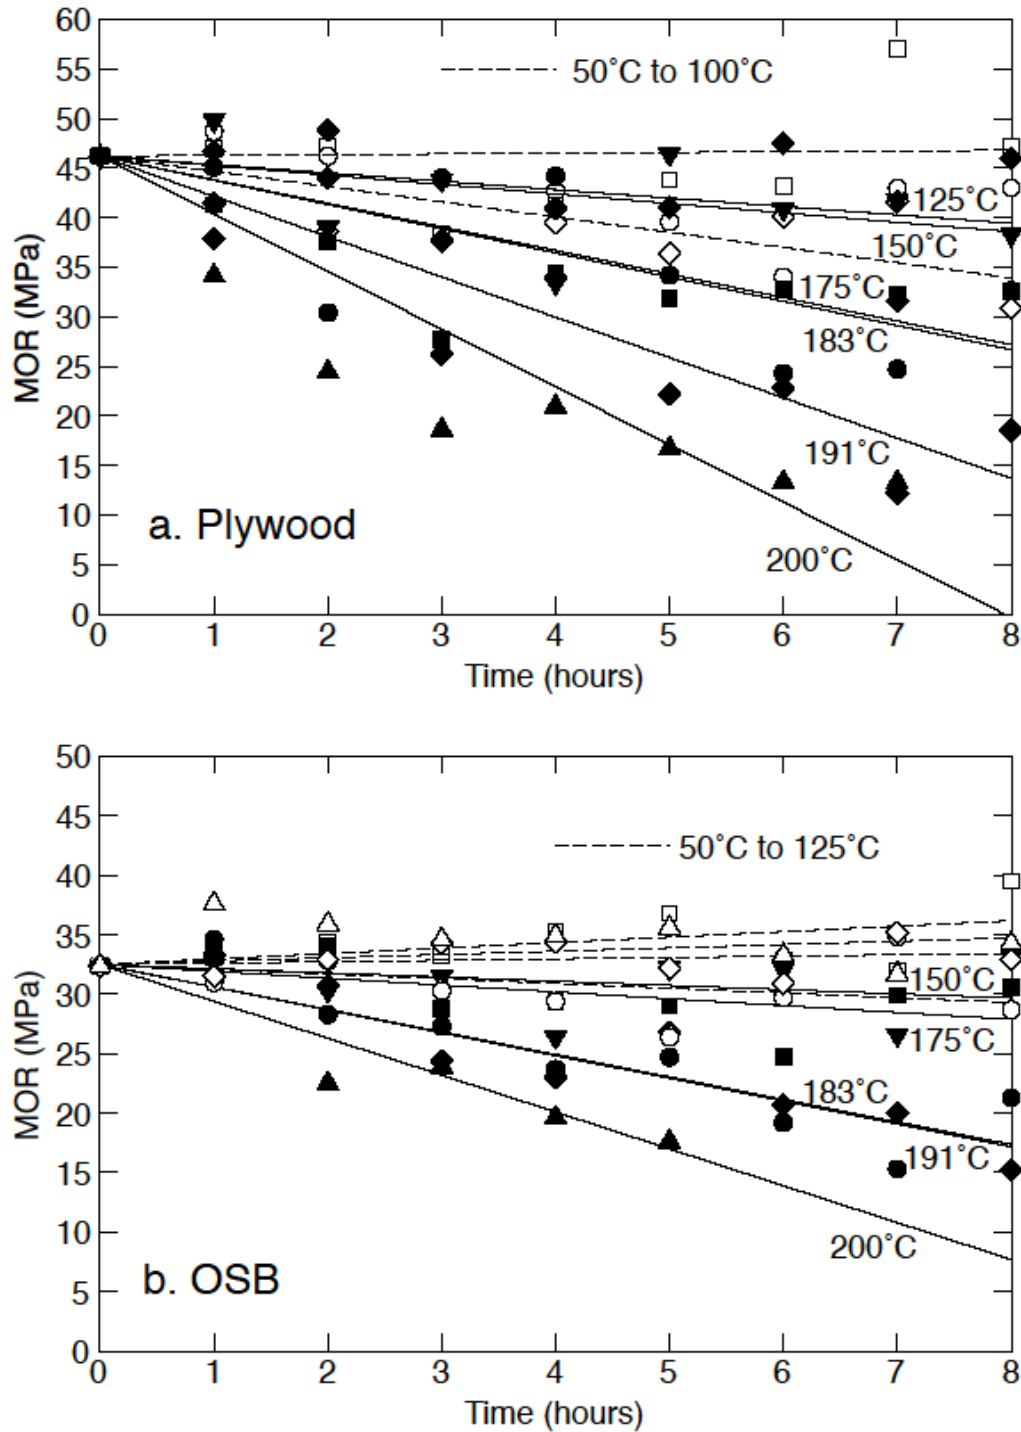 60
55
50
45
40
35
30
25
20
15
10
5
0
MOR (MPa)
50°C to 100°C
125°C
150°C
175°C
183°C
191°C
200°C
a. Plywood
0 1 2 3 4 5 6 7 8
Time (hours)
50
45
40
35
30
25
20
15
10
5
0
MOR (MPa)
50°C to 125°C
150°C
175°C
183°C
191°C
200°C
b. OSB
0 1 2 3 4 5 6 7 8
Time (hours)